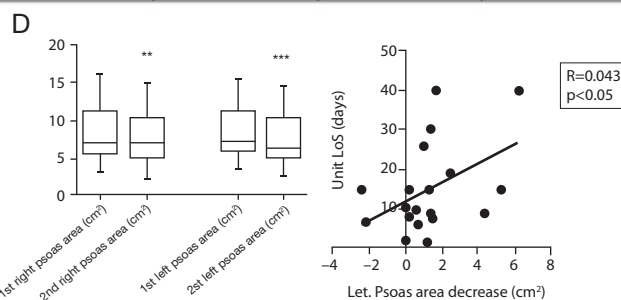 D
20
15
10
5
0
**
***
1st right psoas area (cm²)
2nd right psoas area (cm²)
1st left psoas area (cm²)
2st left psoas area (cm²)
Unit LoS (days)
50
40
30
20
10
−4 −2 0 2 4 6 8
Let. Psoas area decrease (cm²)
R=0.043
p<0.05